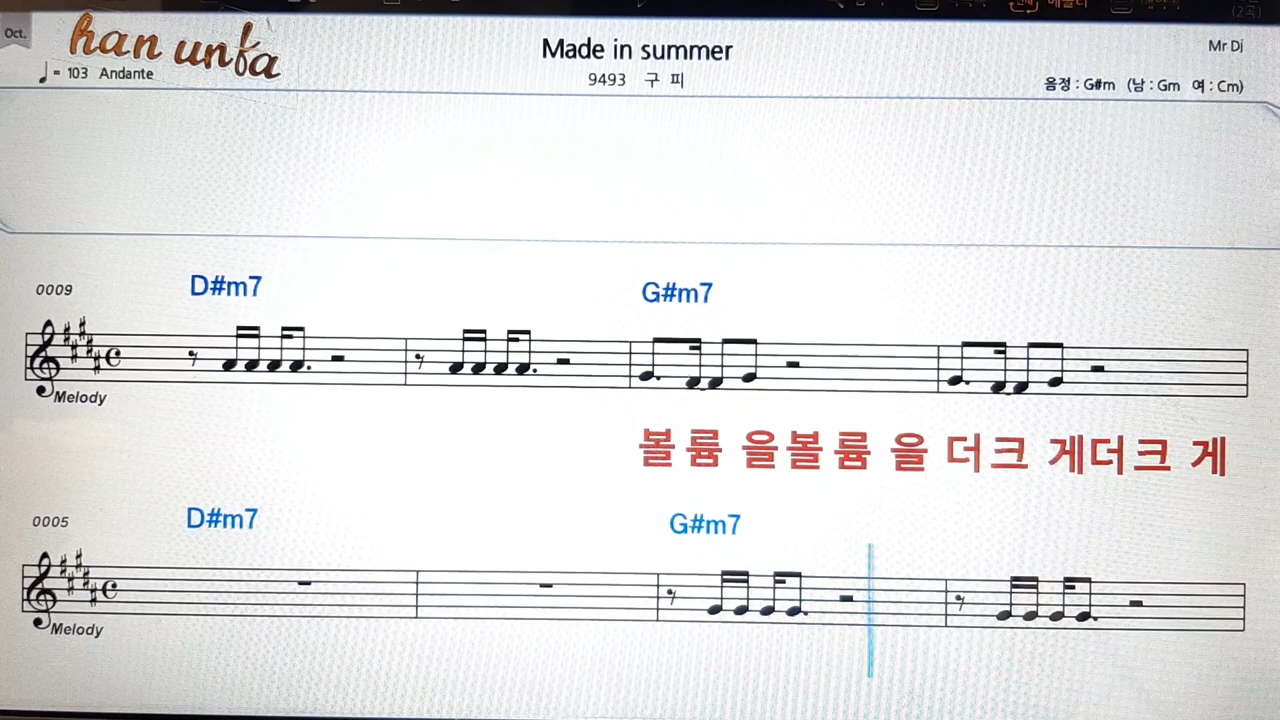 Oct.
han unfa
Made in summer
Mr Dj
♩ = 103 Andante
9493 구 피
음정 : G#m (남 : Gm 여 : Cm)
D#m7 G#m7
0009
Melody
볼륨 을볼륨 을 더크 게더크 게
D#m7 G#m7
0005
Melody